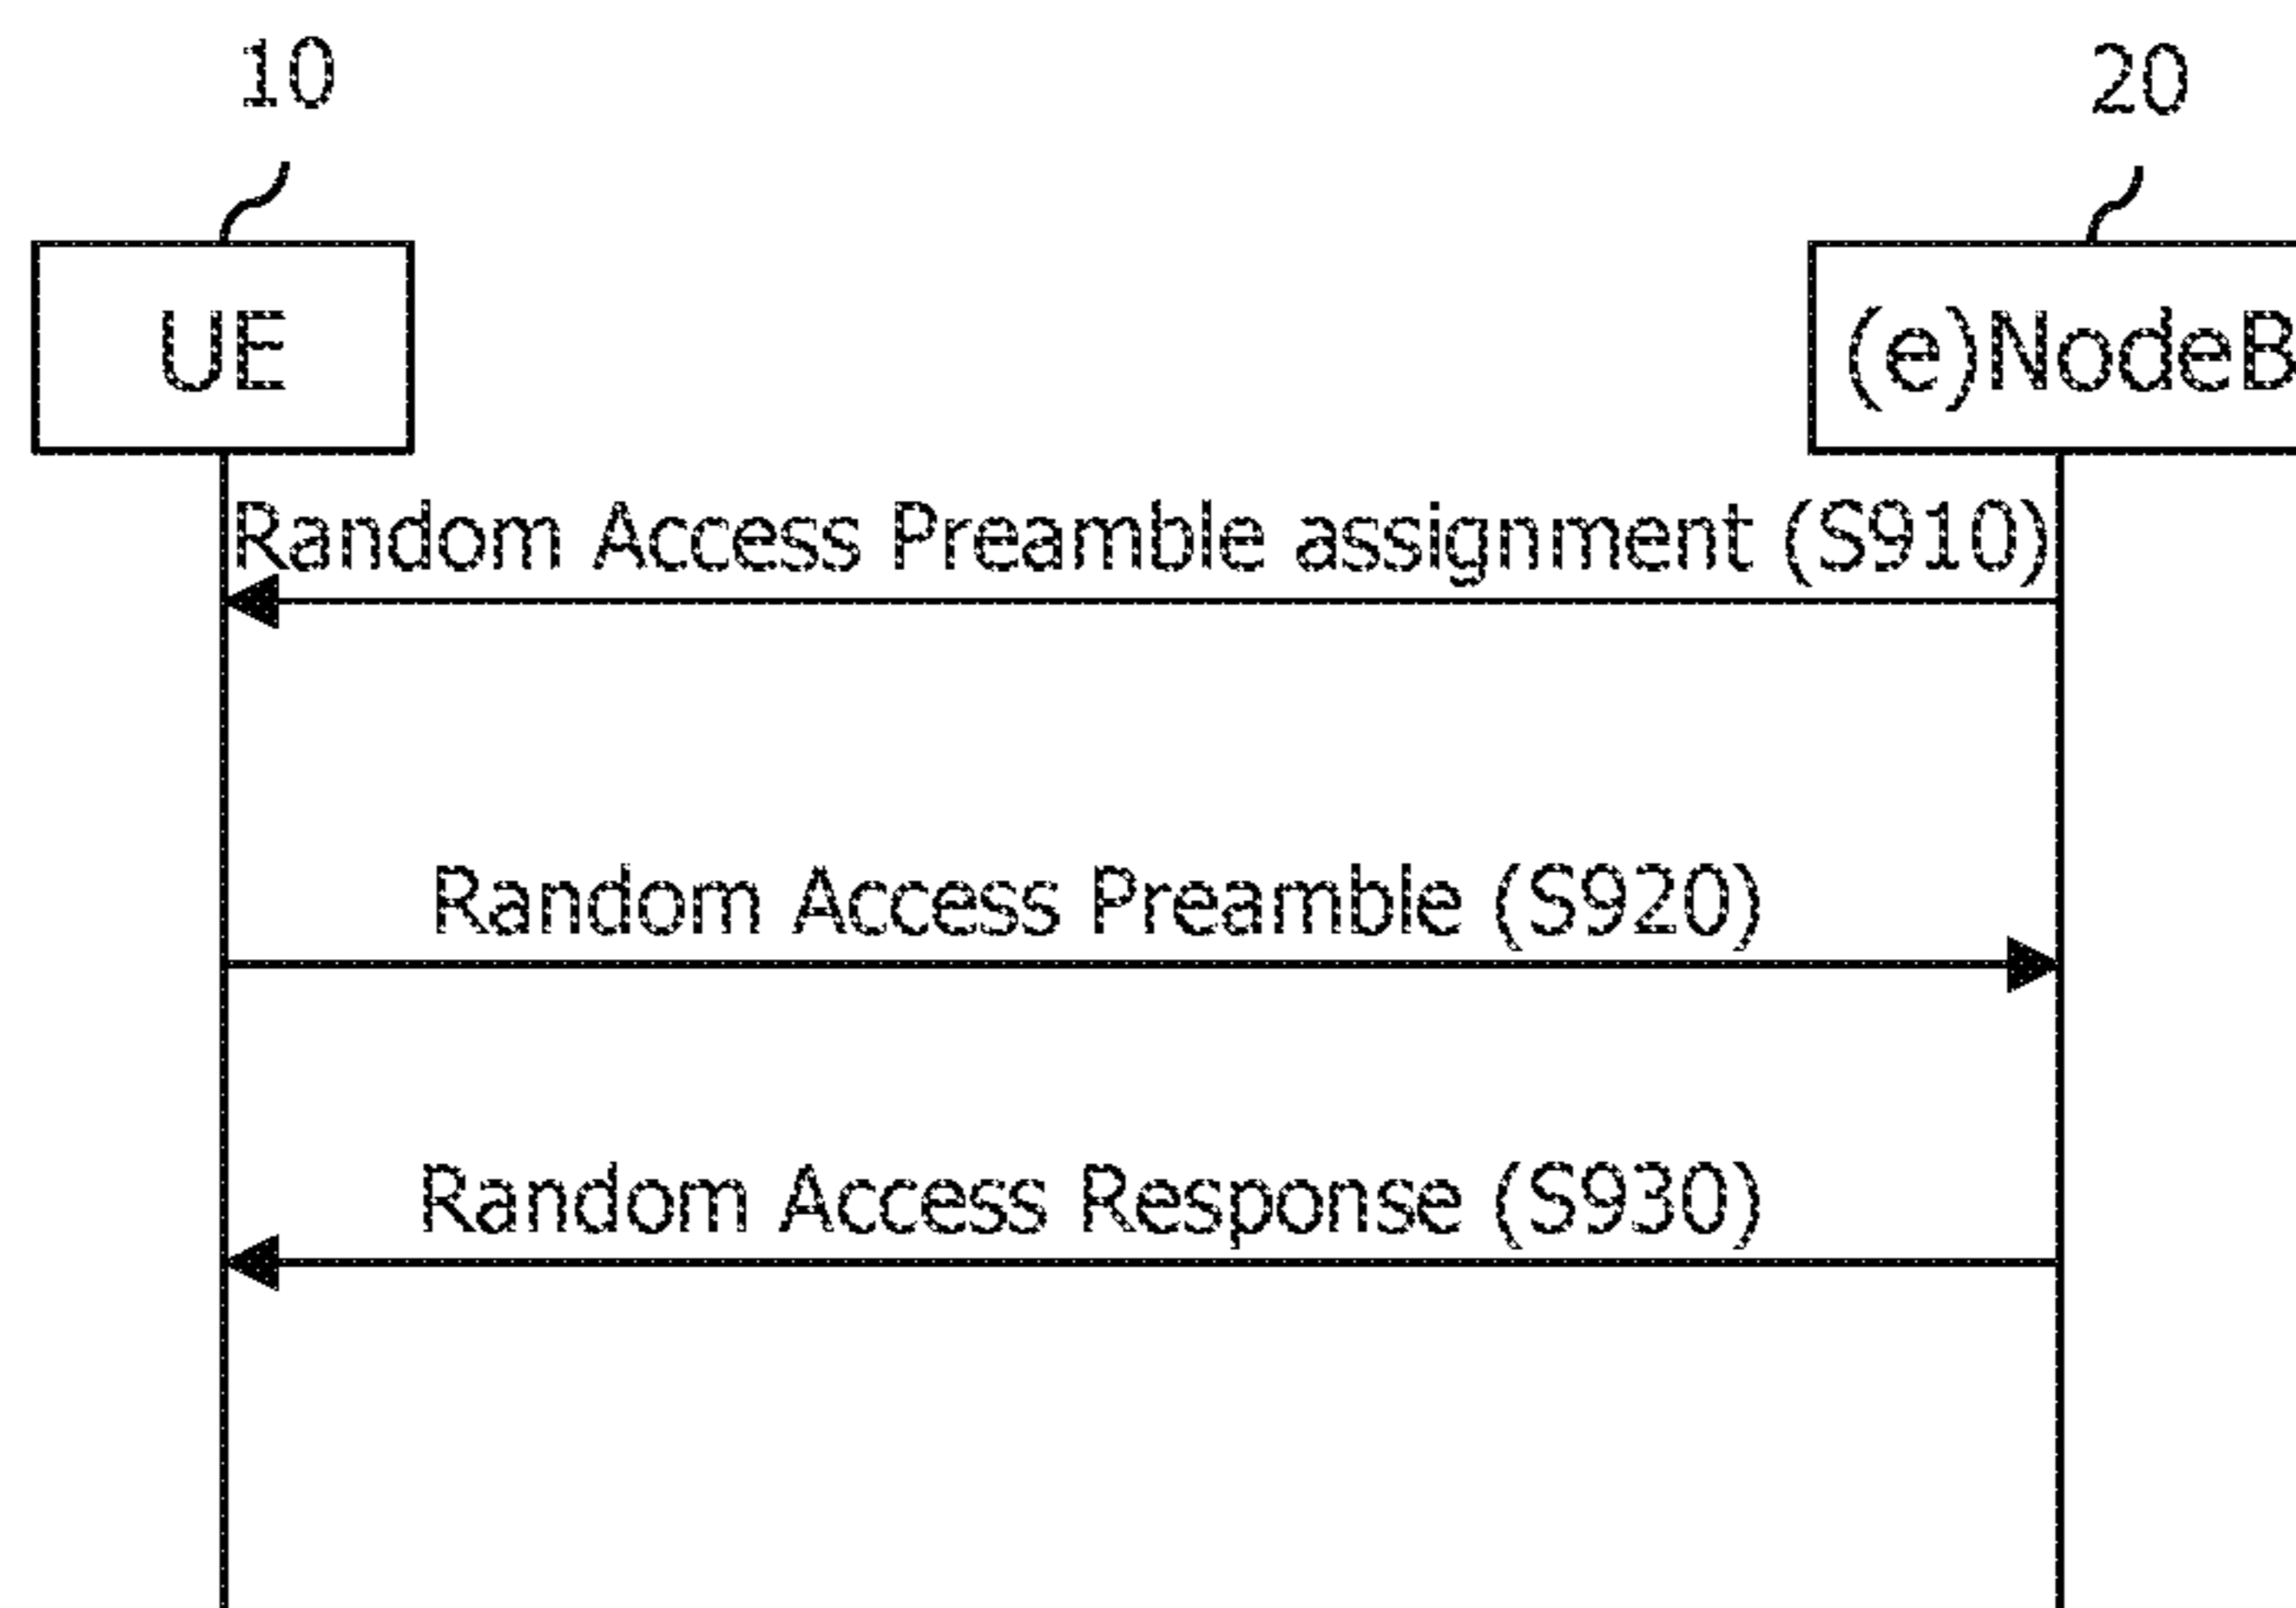 10
20
UE
(e)NodeB
Random Access Preamble assignment (S910)
Random Access Preamble (S920)
Random Access Response (S930)